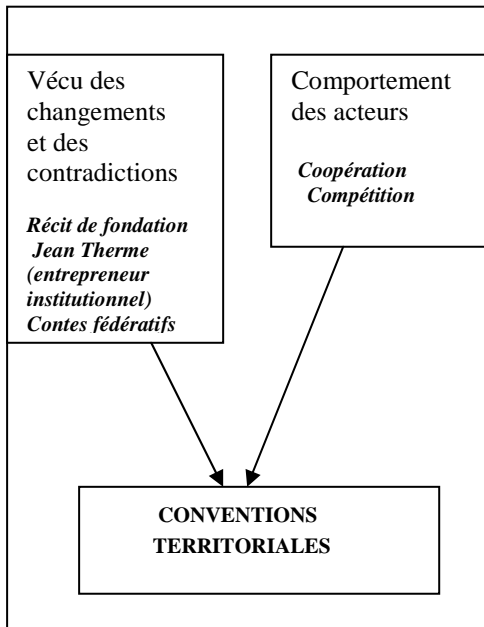 Vécu des
changements
et des
contradictions
Récit de fondation
Jean Therme
(entrepreneur
institutionnel)
Contes fédératifs
Comportement
des acteurs
Coopération
Compétition
CONVENTIONS
TERRITORIALES